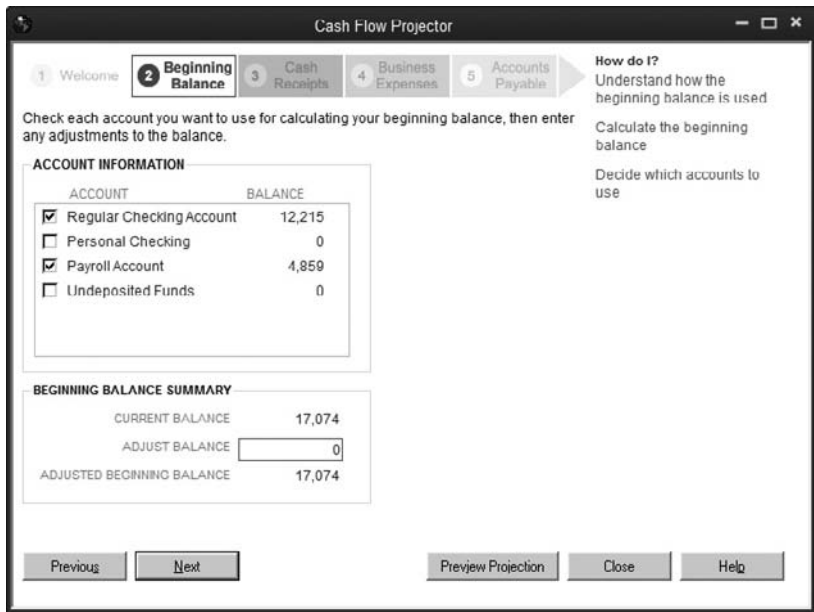 Cash Flow Projector
1 Welcome
2 Beginning
Balance
3 Cash
Receipts
4 Business
Expenses
5 Accounts
Payable
How do I?
Understand how the
beginning balance is used
Calculate the beginning
balance
Decide which accounts to
use
Check each account you want to use for calculating your beginning balance, then enter
any adjustments to the balance.
ACCOUNT INFORMATION
ACCOUNT BALANCE
Regular Checking Account 12,215
Personal Checking 0
Payroll Account 4,859
Undeposited Funds 0
BEGINNING BALANCE SUMMARY
CURRENT BALANCE 17,074
ADJUST BALANCE 0
ADJUSTED BEGINNING BALANCE 17,074
Previous Next Preview Projection Close Help